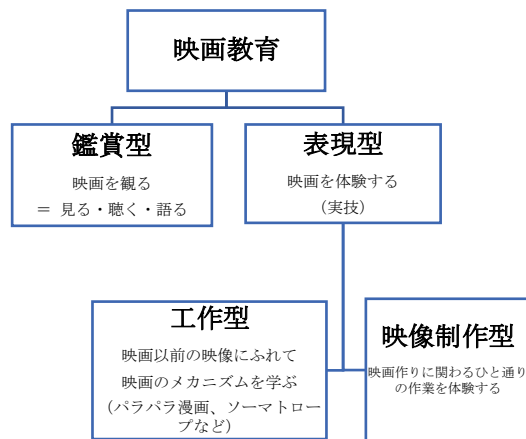 映画教育
鑑賞型
映画を観る
＝ 見る・聴く・語る
表現型
映画を体験する
（実技）
工作型
映画以前の映像にふれて
映画のメカニズムを学ぶ
（パラパラ漫画、ソーマトロー
プなど）
映像制作型
映画作りに関わるひと通り
の作業を体験する